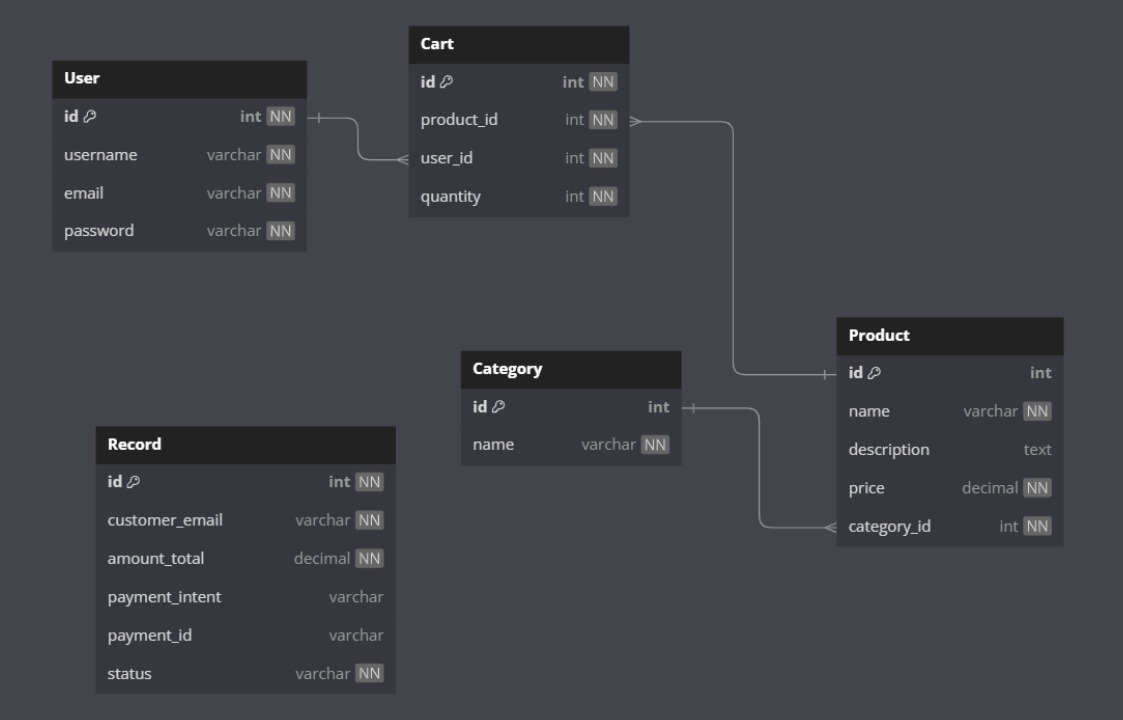 User
id int NN
username varchar NN
email varchar NN
password varchar NN
Cart
id int NN
product_id int NN
user_id int NN
quantity int NN
Product
id int
name varchar NN
description text
price decimal NN
category_id int NN
Category
id int
name varchar NN
Record
id int NN
customer_email varchar NN
amount_total decimal NN
payment_intent varchar
payment_id varchar
status varchar NN